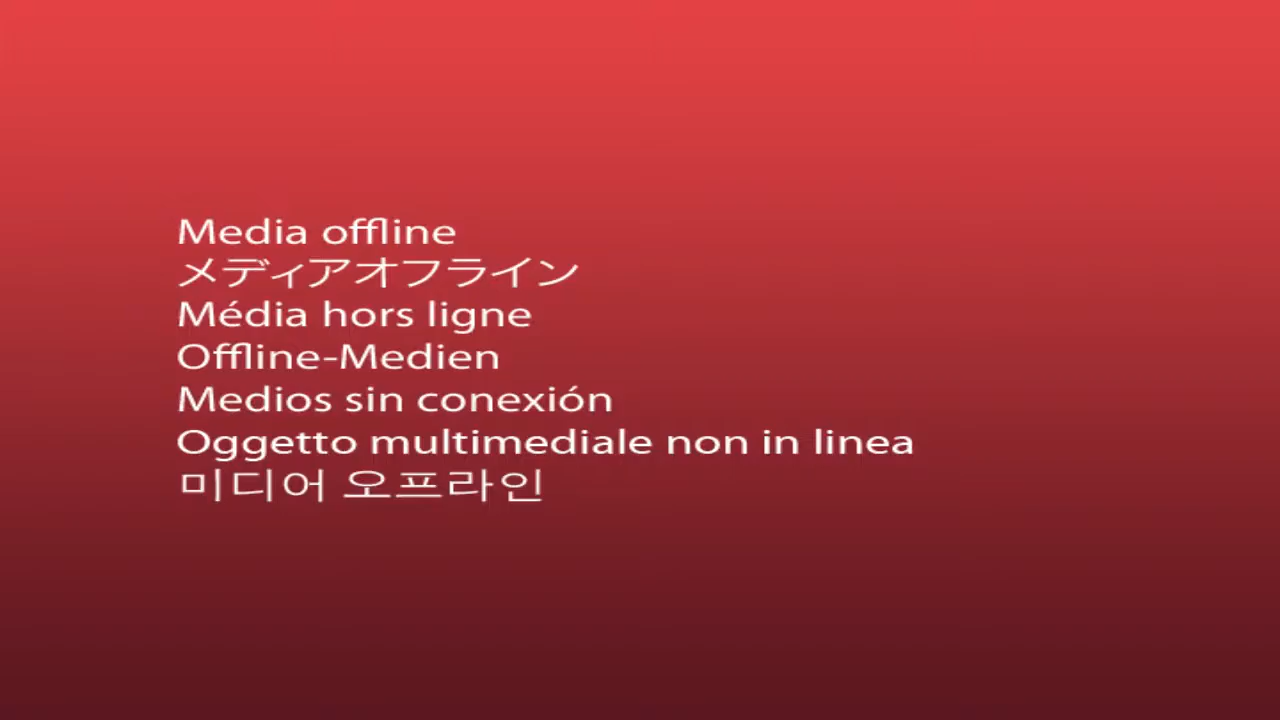 Media offline
メディアオフライン
Média hors ligne
Offline-Medien
Medios sin conexión
Oggetto multimediale non in linea
미디어 오프라인